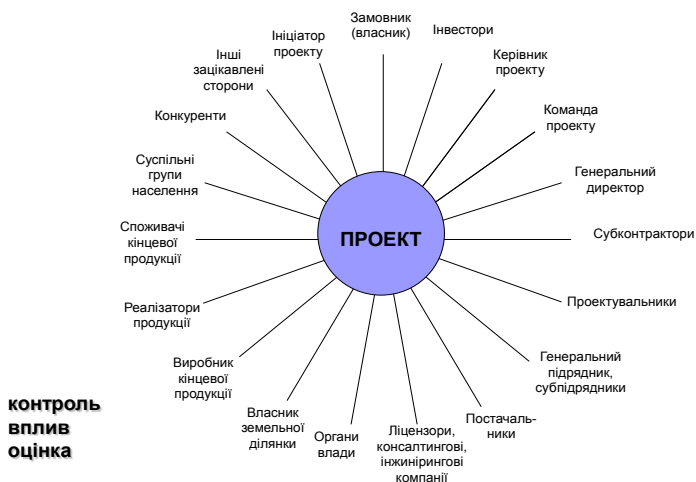 Замовник
(власник)
Інвестори
Керівник
проекту
Команда
проекту
Генеральний
директор
Субконтрактори
Проектувальники
Генеральний
підрядник,
субпідрядники
Постачаль-
ники
Ліцензори,
консалтингові,
інжинірингові
компанії
Органи
влади
Власник
земельної
ділянки
Виробник
кінцевої
продукції
Реалізатори
продукції
Споживачі
кінцевої
продукції
Суспільні
групи
населення
Конкуренти
Інші
зацікавлені
сторони
Ініціатор
проекту
ПРОЕКТ
контроль
вплив
оцінка